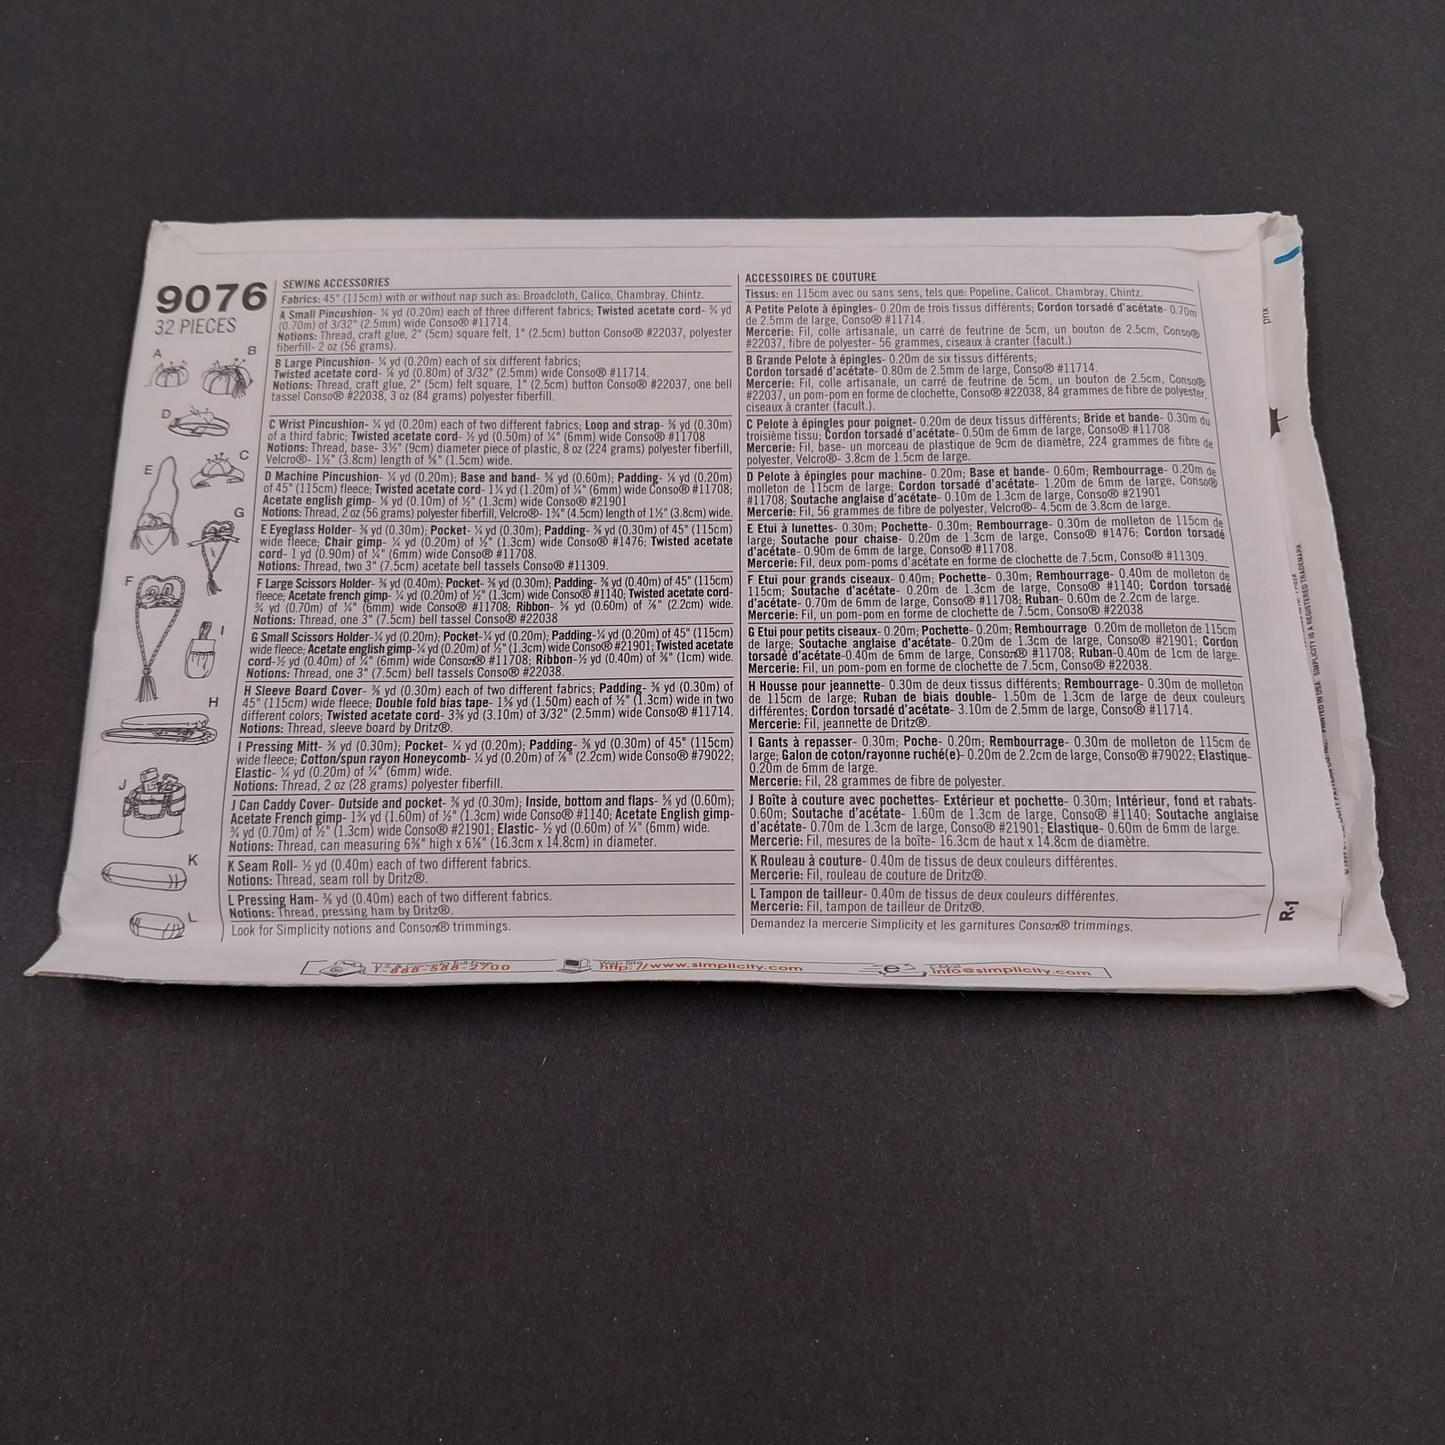 9076
32 PIECES
A
B
D
C
E
G
F
I
H
J
K
L
SEWING ACCESSORIES
Fabrics: 45" (115cm) with or without nap such as: Broadcloth, Calico, Chambray, Chintz.
A Small Pincushion- ¼ yd (0.20m) each of three different fabrics; Twisted acetate cord- ¾ yd
(0.70m) of 3/32" (2.5mm) wide Conso® #11714.
Notions: Thread, craft glue, 2" (5cm) square felt, 1" (2.5cm) button Conso® #22037, polyester
fiberfill- 2 oz (56 grams).
B Large Pincushion- ¼ yd (0.20m) each of six different fabrics;
Twisted acetate cord- ⅞ yd (0.80m) of 3/32" (2.5mm) wide Conso® #11714.
Notions: Thread, craft glue, 2" (5cm) felt square, 1" (2.5cm) button Conso® #22037, one bell
tassel Conso® #22038, 3 oz (84 grams) polyester fiberfill.
C Wrist Pincushion- ¼ yd (0.20m) each of two different fabrics; Loop and strap- ⅜ yd (0.30m)
of a third fabric; Twisted acetate cord- ½ yd (0.50m) of ¼" (6mm) wide Conso® #11708
Notions: Thread, base- 3½" (9cm) diameter piece of plastic, 8 oz (224 grams) polyester fiberfill,
Velcro®- 1½" (3.8cm) length of ⅝" (1.5cm) wide.
D Machine Pincushion- ¼ yd (0.20m); Base and band- ⅝ yd (0.60m); Padding- ⅛ yd (0.20m)
of 45" (115cm) fleece; Twisted acetate cord- 1¼ yd (1.20m) of ¼" (6mm) wide Conso® #11708;
Acetate english gimp- ⅛ yd (0.10m) of ½" (1.3cm) wide Conso® #21901
Notions: Thread, 2 oz (56 grams) polyester fiberfill, Velcro®- 1¾" (4.5cm) length of 1½" (3.8cm) wide.
E Eyeglass Holder- ⅜ yd (0.30m); Pocket- ¼ yd (0.30m); Padding- ⅜ yd (0.30m) of 45" (115cm)
wide fleece; Chair gimp- ¼ yd (0.20m) of ½" (1.3cm) wide Conso® #1476; Twisted acetate
cord- 1 yd (0.90m) of ¼" (6mm) wide Conso® #11708.
Notions: Thread, two 3" (7.5cm) acetate bell tassels Conso® #11309.
F Large Scissors Holder- ⅜ yd (0.40m); Pocket- ⅜ yd (0.30m); Padding- ⅜ yd (0.40m) of 45" (115cm)
fleece; Acetate french gimp- ¼ yd (0.20m) of ½" (1.3cm) wide Conso® #1140; Twisted acetate cord-
¾ yd (0.70m) of ¼" (6mm) wide Conso® #11708; Ribbon- ⅝ yd (0.60m) of ⅞" (2.2cm) wide.
Notions: Thread, one 3" (7.5cm) bell tassel Conso® #22038
G Small Scissors Holder-¼ yd (0.20m); Pocket-¼ yd (0.20m); Padding-¼ yd (0.20m) of 45" (115cm)
wide fleece; Acetate english gimp-¼ yd (0.20m) of ½" (1.3cm) wide Conso® #21901; Twisted acetate
cord-½ yd (0.40m) of ¼" (6mm) wide Conso® #11708; Ribbon-½ yd (0.40m) of ⅜" (1cm) wide.
Notions: Thread, one 3" (7.5cm) bell tassels Conso® #22038.
H Sleeve Board Cover- ⅜ yd (0.30m) each of two different fabrics; Padding- ⅜ yd (0.30m) of
45" (115cm) wide fleece; Double fold bias tape- 1⅝ yd (1.50m) each of ½" (1.3cm) wide in two
different colors; Twisted acetate cord- 3⅜ yd (3.10m) of 3/32" (2.5mm) wide Conso® #11714.
Notions: Thread, sleeve board by Dritz®.
I Pressing Mitt- ⅜ yd (0.30m); Pocket- ¼ yd (0.20m); Padding- ⅜ yd (0.30m) of 45" (115cm)
wide fleece; Cotton/spun rayon Honeycomb- ¼ yd (0.20m) of ⅞" (2.2cm) wide Conso® #79022;
Elastic- ¼ yd (0.20m) of ¼" (6mm) wide.
Notions: Thread, 2 oz (28 grams) polyester fiberfill.
J Can Caddy Cover- Outside and pocket- ⅜ yd (0.30m); Inside, bottom and flaps- ⅝ yd (0.60m);
Acetate French gimp- 1¾ yd (1.60m) of ½" (1.3cm) wide Conso® #1140; Acetate English gimp-
¾ yd (0.70m) of ½" (1.3cm) wide Conso® #21901; Elastic- ½ yd (0.60m) of ¼" (6mm) wide.
Notions: Thread, can measuring 6⅜" high x 6⅛" (16.3cm x 14.8cm) in diameter.
K Seam Roll- ½ yd (0.40m) each of two different fabrics.
Notions: Thread, seam roll by Dritz®.
L Pressing Ham- ⅜ yd (0.40m) each of two different fabrics.
Notions: Thread, pressing ham by Dritz®.
Look for Simplicity notions and Conso® trimmings.
ACCESSOIRES DE COUTURE
Tissus: en 115cm avec ou sans sens, tels que: Popeline, Calicot, Chambray, Chintz.
A Petite Pelote à épingles- 0.20m de trois tissus différents; Cordon torsadé d'acétate- 0.70m
de 2.5mm de large, Conso® #11714.
Mercerie: Fil, colle artisanale, un carré de feutrine de 5cm, un bouton de 2.5cm, Conso®
#22037, fibre de polyester- 56 grammes, ciseaux à cranter (facult.)
B Grande Pelote à épingles- 0.20m de six tissus différents;
Cordon torsadé d'acétate- 0.80m de 2.5mm de large, Conso® #11714.
Mercerie: Fil, colle artisanale, un carré de feutrine de 5cm, un bouton de 2.5cm, Conso®
#22037, un pom-pom en forme de clochette, Conso® #22038, 84 grammes de fibre de polyester,
ciseaux à cranter (facult.).
C Pelote à épingles pour poignet- 0.20m de deux tissus différents; Bride et bande- 0.30m du
troisième tissu; Cordon torsadé d'acétate- 0.50m de 6mm de large, Conso® #11708
Mercerie: Fil, base- un morceau de plastique de 9cm de diamètre, 224 grammes de fibre de
polyester, Velcro®- 3.8cm de 1.5cm de large.
D Pelote à épingles pour machine- 0.20m; Base et bande- 0.60m; Rembourrage- 0.20m de
molleton de 115cm de large; Cordon torsadé d'acétate- 1.20m de 6mm de large, Conso®
#11708; Soutache anglaise d'acétate- 0.10m de 1.3cm de large, Conso® #21901
Mercerie: Fil, 56 grammes de fibre de polyester, Velcro®- 4.5cm de 3.8cm de large.
E Etui à lunettes- 0.30m; Pochette- 0.30m; Rembourrage- 0.30m de molleton de 115cm de
large; Soutache pour chaise- 0.20m de 1.3cm de large, Conso® #1476; Cordon torsadé
d'acétate- 0.90m de 6mm de large, Conso® #11708.
Mercerie: Fil, deux pom-poms d'acétate en forme de clochette de 7.5cm, Conso® #11309.
F Etui pour grands ciseaux- 0.40m; Pochette- 0.30m; Rembourrage- 0.40m de molleton de
115cm; Soutache d'acétate- 0.20m de 1.3cm de large, Conso® #1140; Cordon torsadé
d'acétate- 0.70m de 6mm de large, Conso® #11708; Ruban- 0.60m de 2.2cm de large.
Mercerie: Fil, un pom-pom en forme de clochette de 7.5cm, Conso® #22038
G Etui pour petits ciseaux- 0.20m; Pochette- 0.20m; Rembourrage 0.20m de molleton de 115cm
de large; Soutache anglaise d'acétate- 0.20m de 1.3cm de large, Conso® #21901; Cordon
torsadé d'acétate-0.40m de 6mm de large, Conso® #11708; Ruban-0.40m de 1cm de large.
Mercerie: Fil, un pom-pom en forme de clochette de 7.5cm, Conso® #22038.
H Housse pour jeannette- 0.30m de deux tissus différents; Rembourrage- 0.30m de molleton
de 115cm de large; Ruban de biais double- 1.50m de 1.3cm de large de deux couleurs
différentes; Cordon torsadé d'acétate- 3.10m de 2.5mm de large, Conso® #11714.
Mercerie: Fil, jeannette de Dritz®.
I Gants à repasser- 0.30m; Poche- 0.20m; Rembourrage- 0.30m de molleton de 115cm de
large; Galon de coton/rayonne ruché(e)- 0.20m de 2.2cm de large, Conso® #79022; Elastique-
0.20m de 6mm de large.
Mercerie: Fil, 28 grammes de fibre de polyester.
J Boîte à couture avec pochettes- Extérieur et pochette- 0.30m; Intérieur, fond et rabats-
0.60m; Soutache d'acétate- 1.60m de 1.3cm de large, Conso® #1140; Soutache anglaise
d'acétate- 0.70m de 1.3cm de large, Conso® #21901; Elastique- 0.60m de 6mm de large.
Mercerie: Fil, mesures de la boîte- 16.3cm de haut x 14.8cm de diamètre.
K Rouleau à couture- 0.40m de tissus de deux couleurs différentes.
Mercerie: Fil, rouleau de couture de Dritz®.
L Tampon de tailleur- 0.40m de tissus de deux couleurs différentes.
Mercerie: Fil, tampon de tailleur de Dritz®.
Demandez la mercerie Simplicity et les garnitures Conso® trimmings.
R-1
PRINTED IN USA SIMPLICITY IS A REGISTERED TRADEMARK
1-888-588-2700
Web Site
http://www.simplicity.com
E-Mail
info@simplicity.com